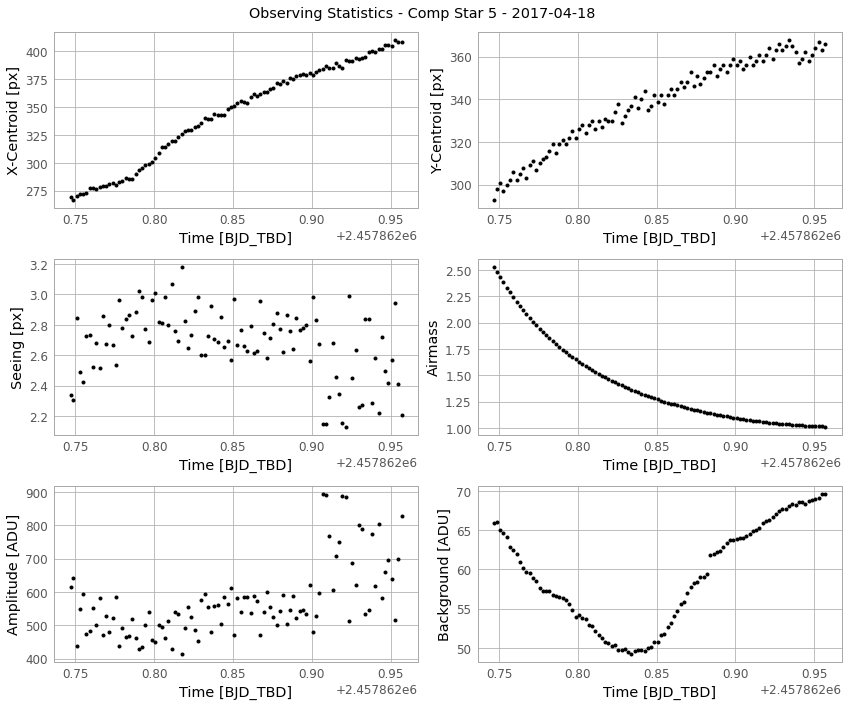 Observing Statistics - Comp Star 5 - 2017-04-18
X-Centroid [px]
400
375
350
325
300
275
0.75 0.80 0.85 0.90 0.95
Time [BJD_TBD]
+2.457862e6
Y-Centroid [px]
360
340
320
300
0.75 0.80 0.85 0.90 0.95
Time [BJD_TBD]
+2.457862e6
Seeing [px]
3.2
3.0
2.8
2.6
2.4
2.2
0.75 0.80 0.85 0.90 0.95
Time [BJD_TBD]
+2.457862e6
Airmass
2.50
2.25
2.00
1.75
1.50
1.25
1.00
0.75 0.80 0.85 0.90 0.95
Time [BJD_TBD]
+2.457862e6
Amplitude [ADU]
900
800
700
600
500
400
0.75 0.80 0.85 0.90 0.95
Time [BJD_TBD]
+2.457862e6
Background [ADU]
70
65
60
55
50
0.75 0.80 0.85 0.90 0.95
Time [BJD_TBD]
+2.457862e6